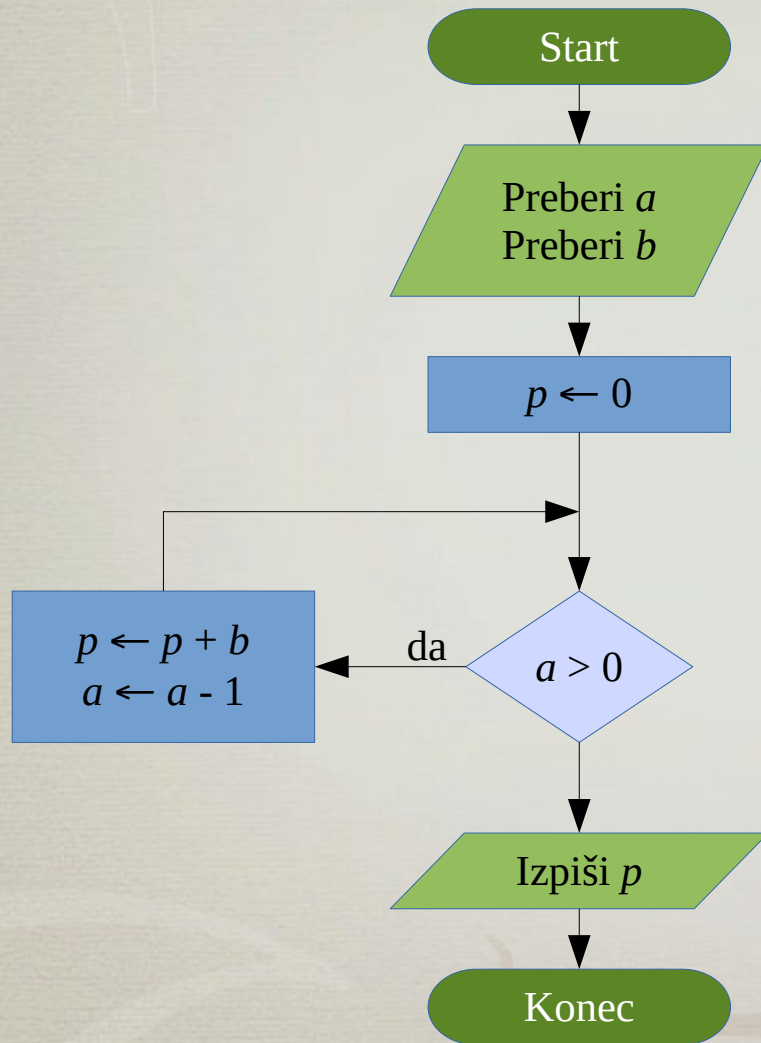 Start
Preberi a
Preberi b
p ← 0
p ← p + b
a ← a - 1
da
a > 0
Izpiši p
Konec